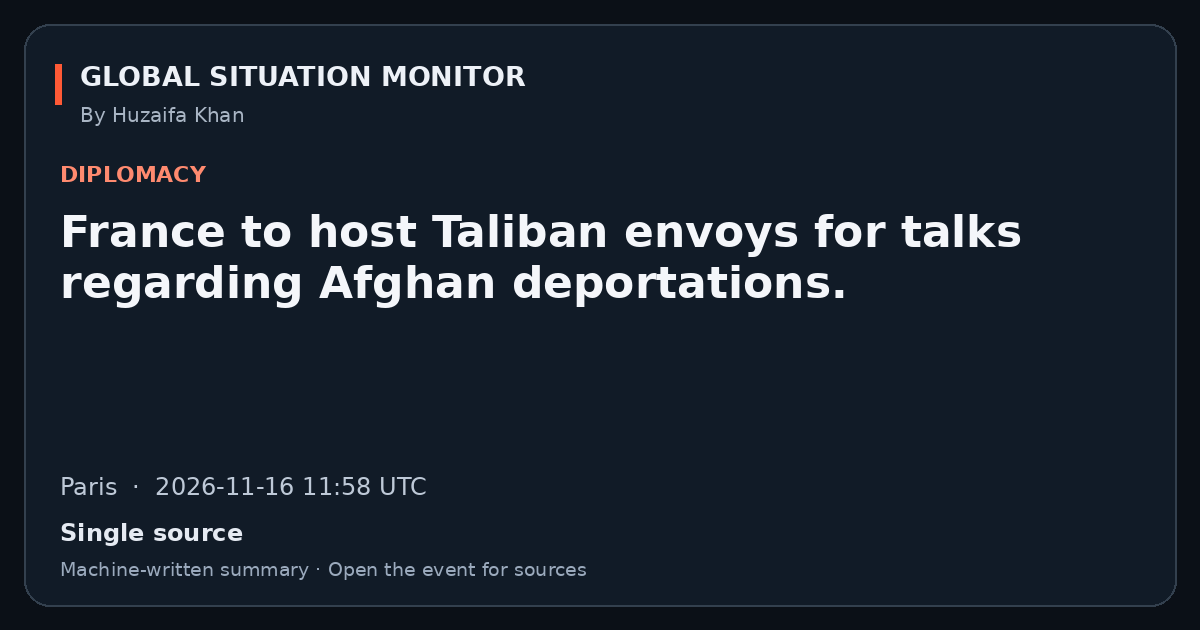 GLOBAL SITUATION MONITOR
By Huzaifa Khan
DIPLOMACY
France to host Taliban envoys for talks
regarding Afghan deportations.
Paris · 2026-11-16 11:58 UTC
Single source
Machine-written summary · Open the event for sources